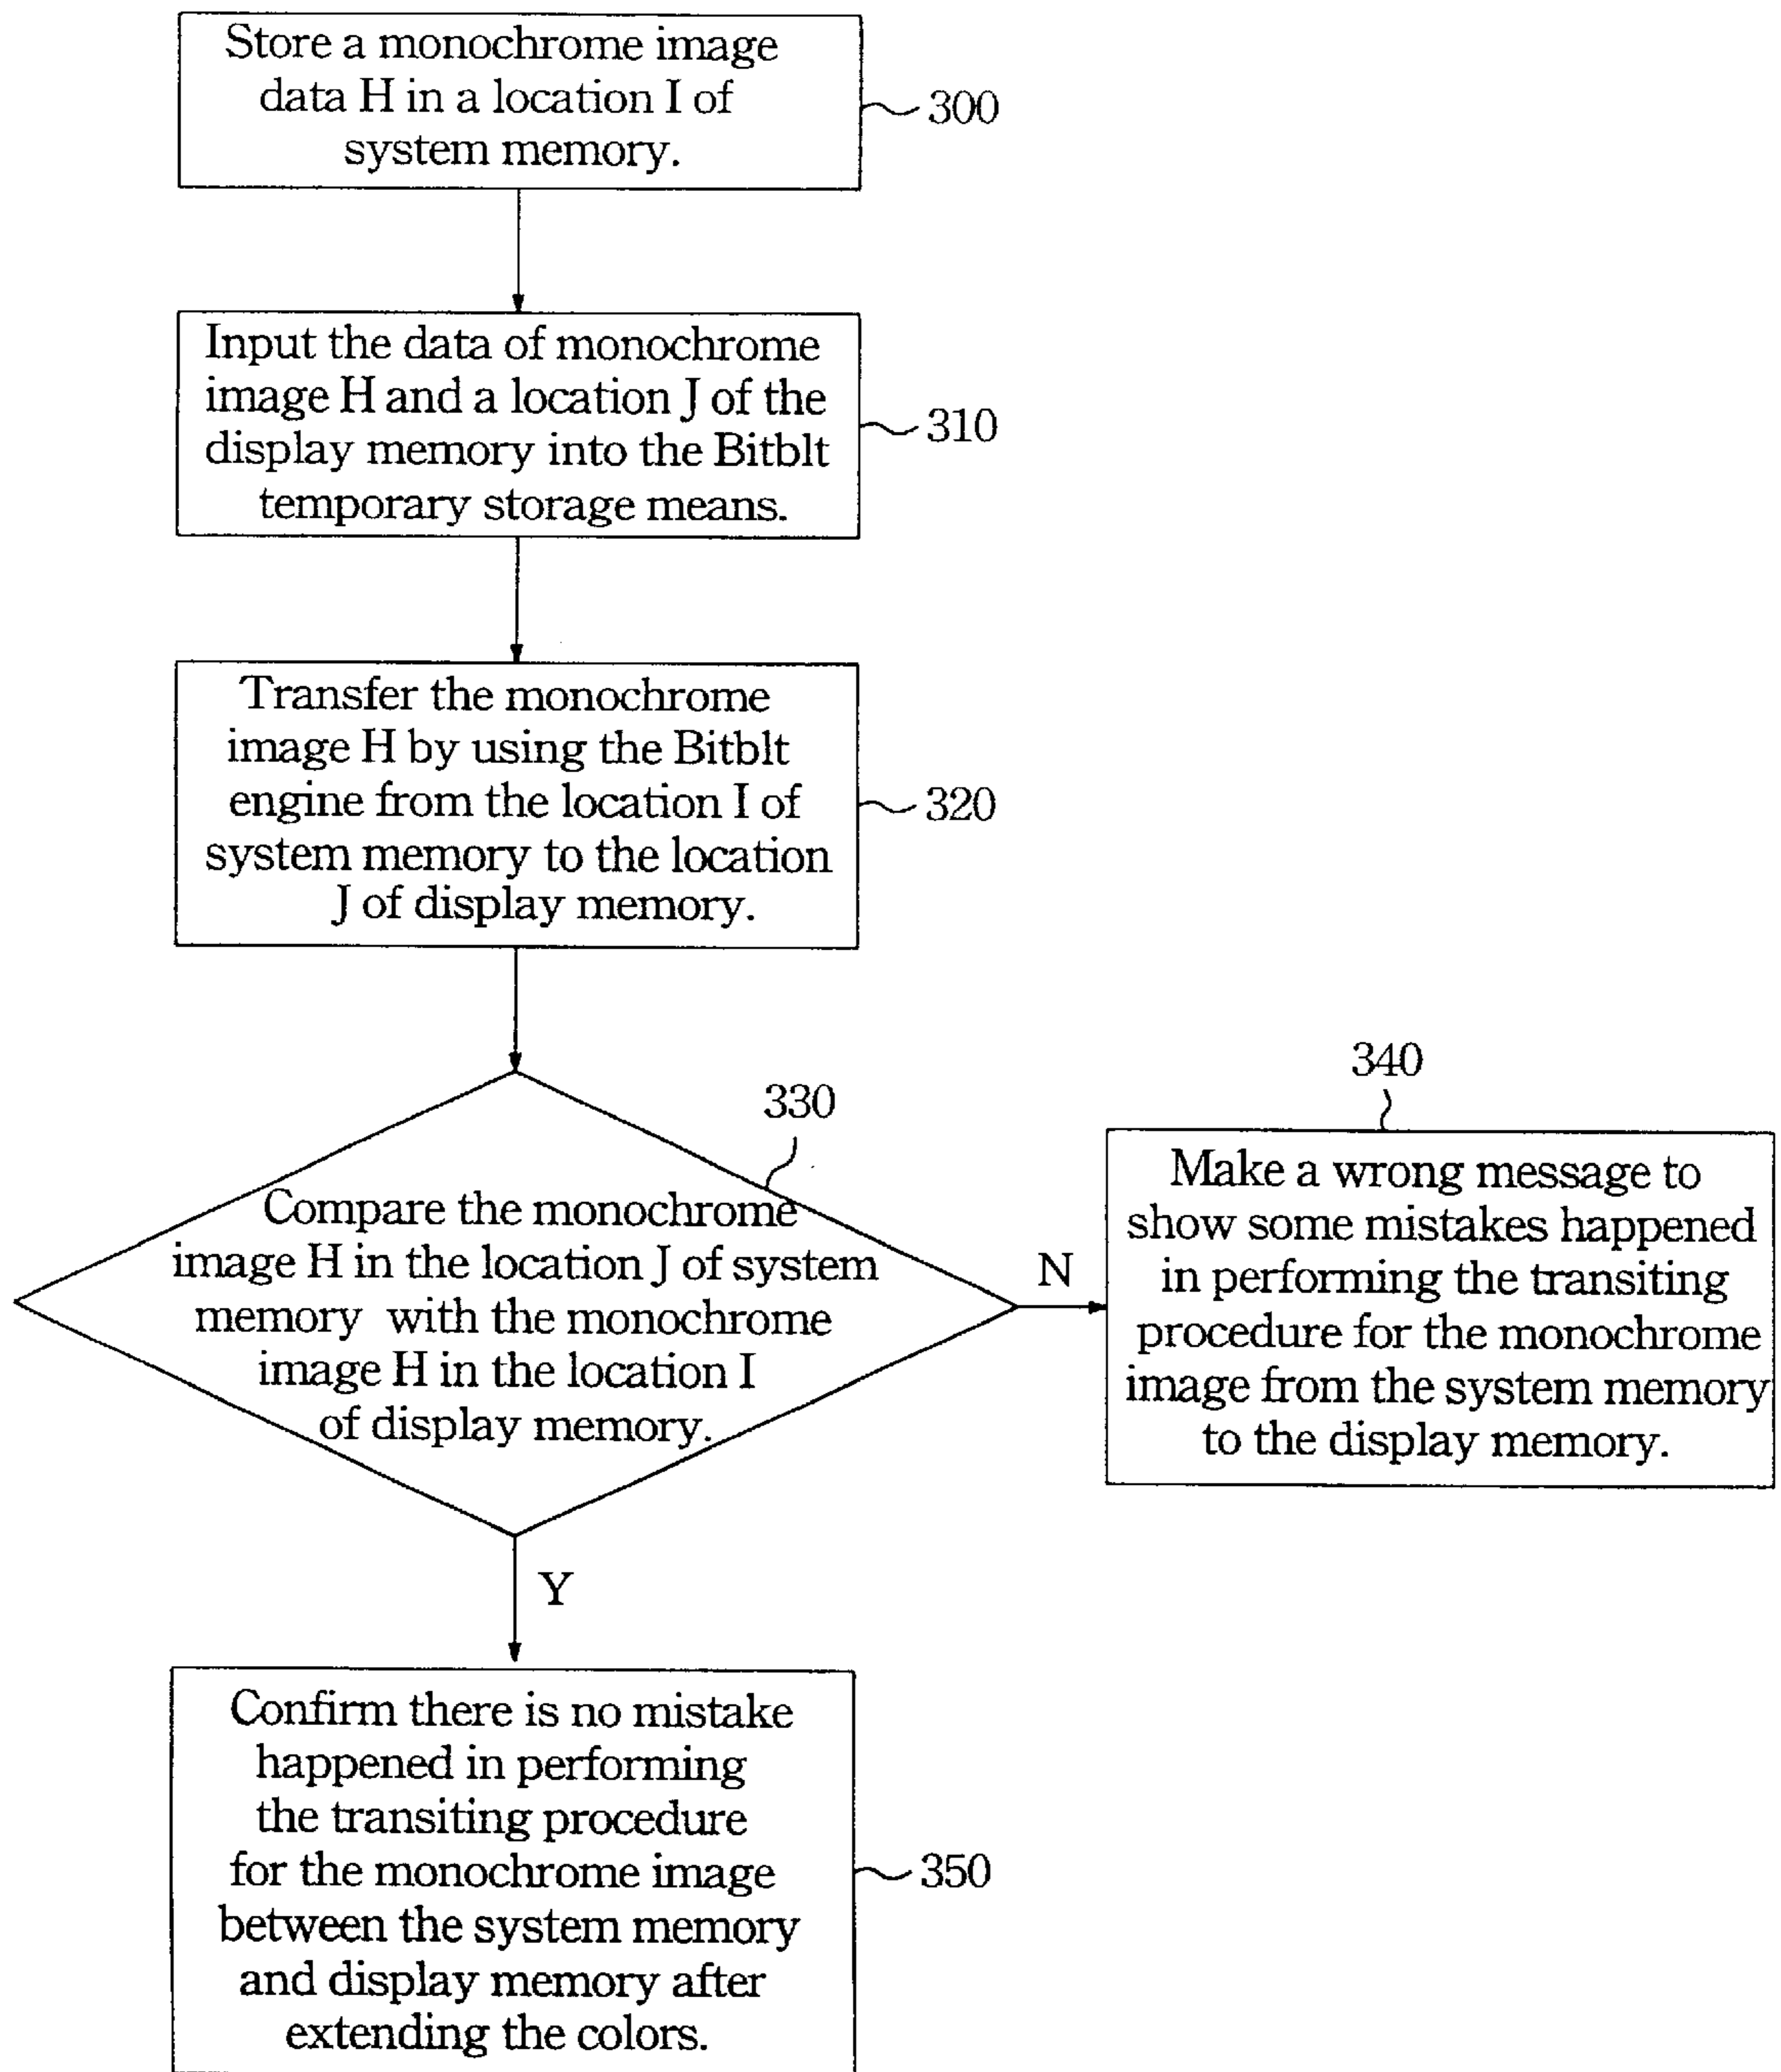 Store a monochrome image
data H in a location I of
system memory.
300
Input the data of monochrome
image H and a location J of the
display memory into the Bitblt
temporary storage means.
310
Transfer the monochrome
image H by using the Bitblt
engine from the location I of
system memory to the location
J of display memory.
320
330
Compare the monochrome
image H in the location J of system
memory with the monochrome
image H in the location I
of display memory.
N
340
Make a wrong message to
show some mistakes happened
in performing the transiting
procedure for the monochrome
image from the system memory
to the display memory.
Y
Confirm there is no mistake
happened in performing
the transiting procedure
for the monochrome image
between the system memory
and display memory after
extending the colors.
350